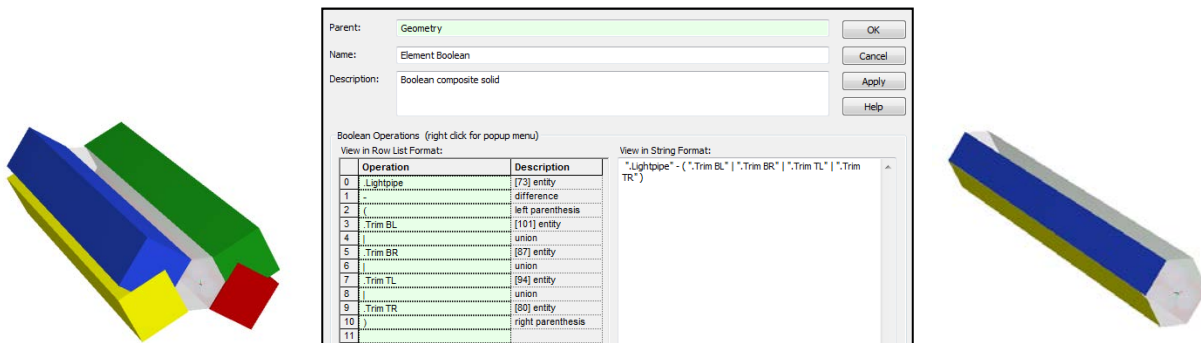 Parent:
Geometry
OK
Name:
Element Boolean
Cancel
Description:
Boolean composite solid
Apply
Help
Boolean Operations (right click for popup menu)
View in Row List Format:
View in String Format:
Operation Description
0 .Lightpipe [73] entity
1 - difference
2 ( left parenthesis
3 .Trim BL [101] entity
4 | union
5 .Trim BR [87] entity
6 | union
7 .Trim TL [94] entity
8 | union
9 .Trim TR [80] entity
10 ) right parenthesis
11
".Lightpipe" - ( ".Trim BL" | ".Trim BR" | ".Trim TL" | ".Trim
TR" )